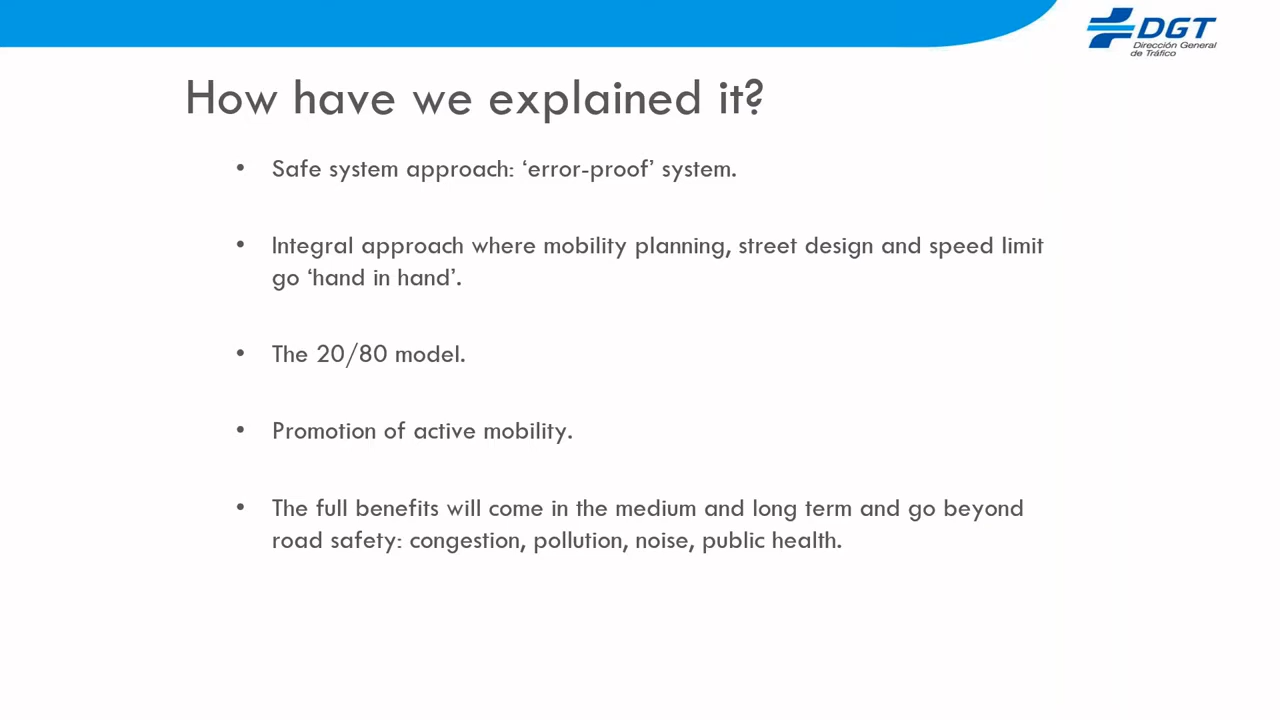 DGT
Dirección General
de Tráfico
How have we explained it?
• Safe system approach: ‘error-proof’ system.
• Integral approach where mobility planning, street design and speed limit
go ‘hand in hand’.
• The 20/80 model.
• Promotion of active mobility.
• The full benefits will come in the medium and long term and go beyond
road safety: congestion, pollution, noise, public health.